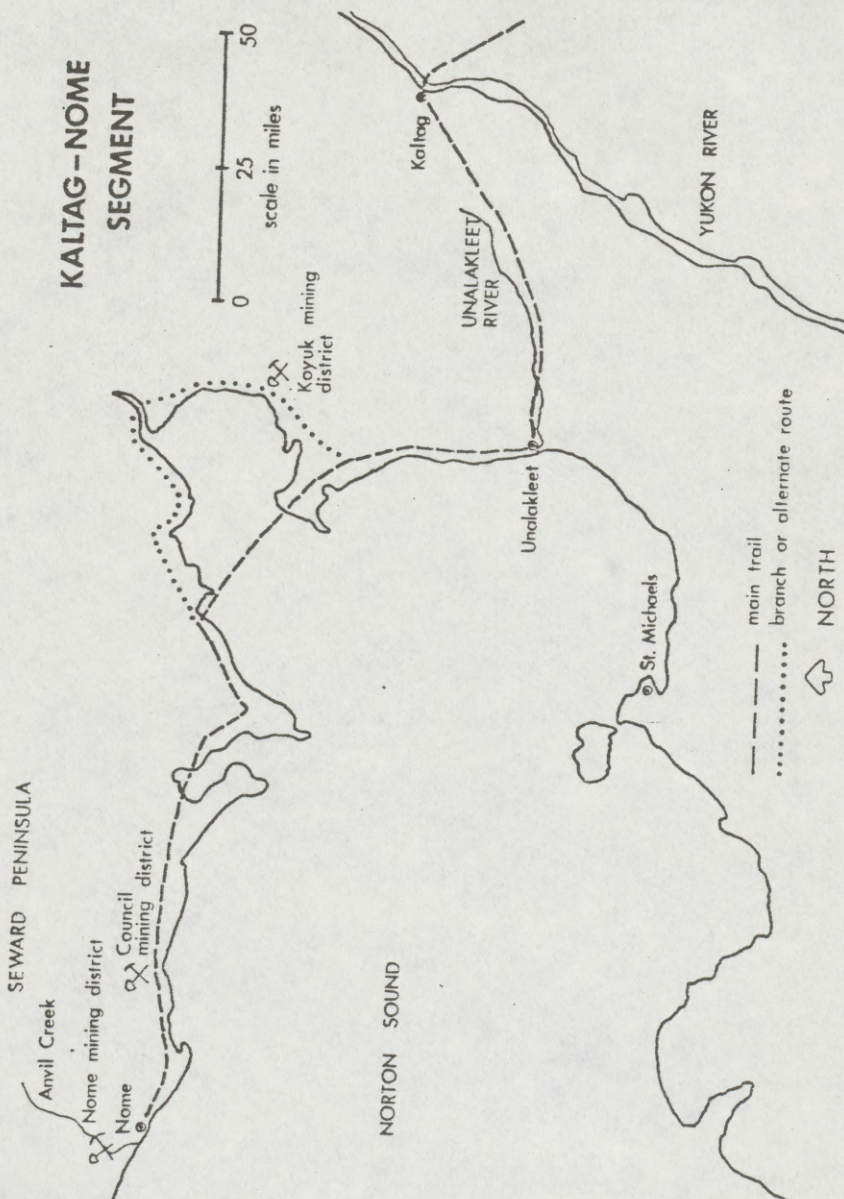 KALTAG-NOME
SEGMENT
0 25 50
scale in miles
SEWARD PENINSULA
Anvil Creek
Nome mining district
Nome
Council
mining district
Koyuk mining
district
Kaltag
UNALAKLEET
RIVER
Unalakleet
YUKON RIVER
St. Michaels
NORTON SOUND
main trail
branch or alternate route
NORTH